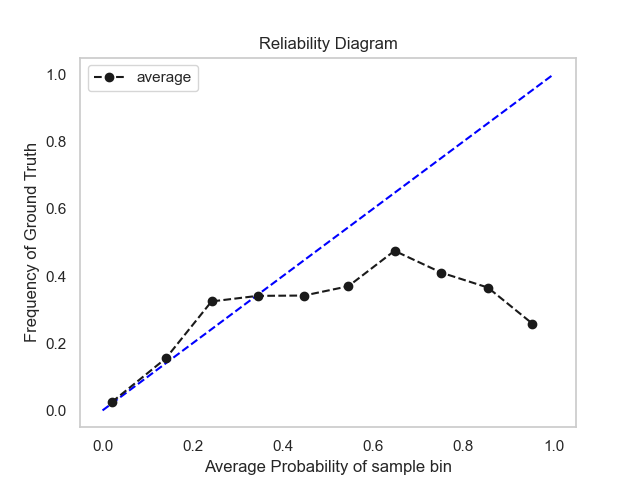 Reliability Diagram
average
1.0
0.8
0.6
0.4
0.2
0.0
Frequency of Ground Truth
0.0 0.2 0.4 0.6 0.8 1.0
Average Probability of sample bin